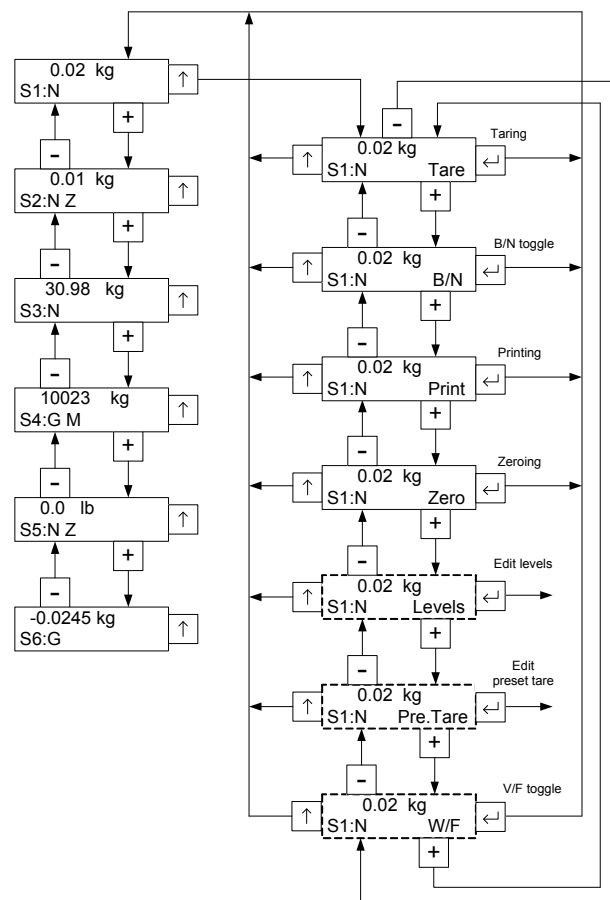 0.02 kg
S1:N
↑
+
-
0.01 kg
S2:N Z
↑
+
-
30.98 kg
S3:N
↑
+
-
10023 kg
S4:G M
↑
+
-
0.0 lb
S5:N Z
↑
+
-
-0.0245 kg
S6:G
↑
-
Taring
0.02 kg
↑ S1:N Tare ↵
+
-
B/N toggle
0.02 kg
↑ S1:N B/N ↵
+
-
Printing
0.02 kg
↑ S1:N Print ↵
+
-
Zeroing
0.02 kg
↑ S1:N Zero ↵
+
-
Edit levels
0.02 kg
↑ S1:N Levels ↵
+
-
Edit
preset tare
0.02 kg
↑ S1:N Pre.Tare ↵
+
-
V/F toggle
0.02 kg
↑ S1:N W/F ↵
+